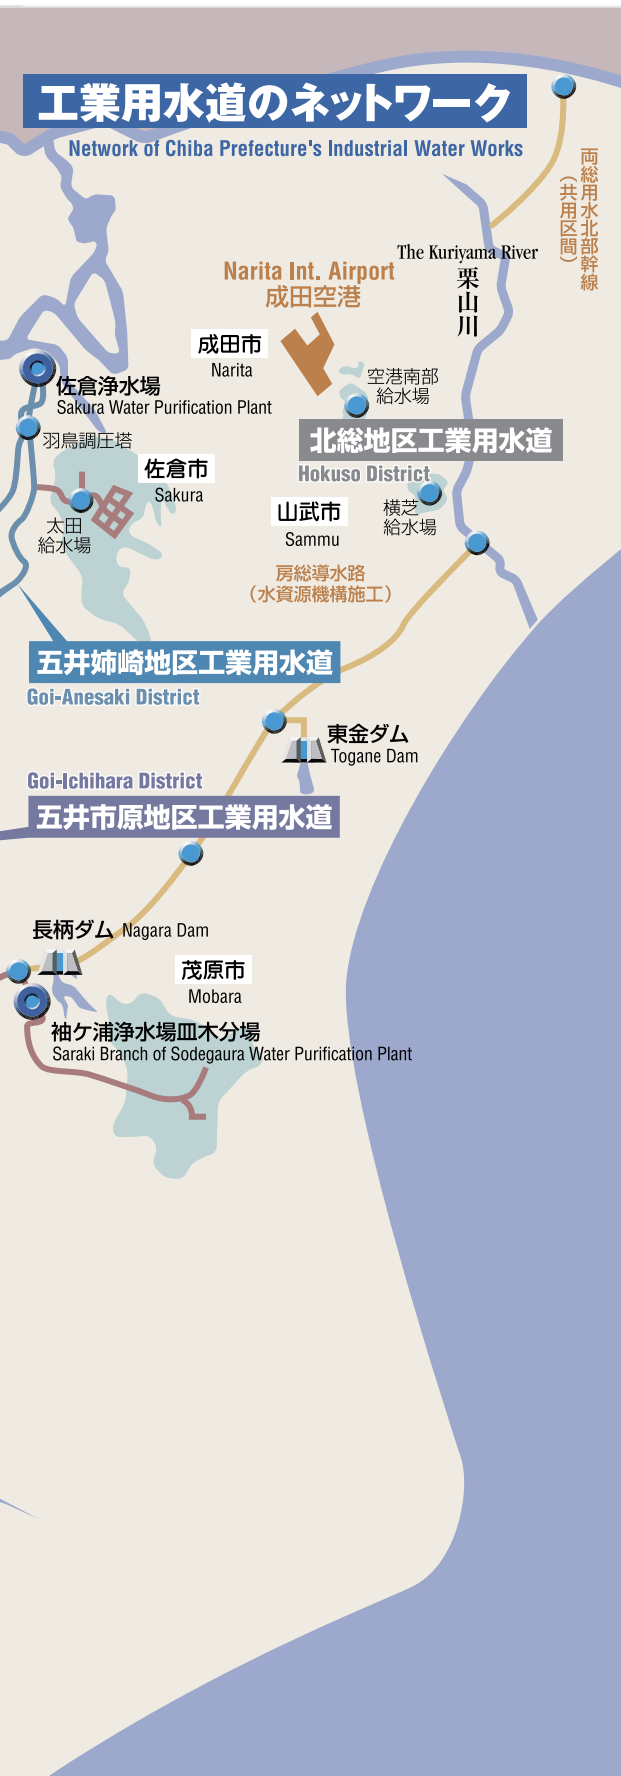 工業用水道のネットワーク
Network of Chiba Prefecture's Industrial Water Works
両総用水北部幹線
（共用区間）
The Kuriyama River
栗山川
Narita Int. Airport
成田空港
成田市
Narita
空港南部
給水場
佐倉浄水場
Sakura Water Purification Plant
羽鳥調圧塔
北総地区工業用水道
Hokuso District
佐倉市
Sakura
太田
給水場
山武市
Sammu
横芝
給水場
房総導水路
（水資源機構施工）
五井姉崎地区工業用水道
Goi-Anesaki District
東金ダム
Togane Dam
Goi-Ichihara District
五井市原地区工業用水道
長柄ダム Nagara Dam
茂原市
Mobara
袖ケ浦浄水場皿木分場
Saraki Branch of Sodegaura Water Purification Plant